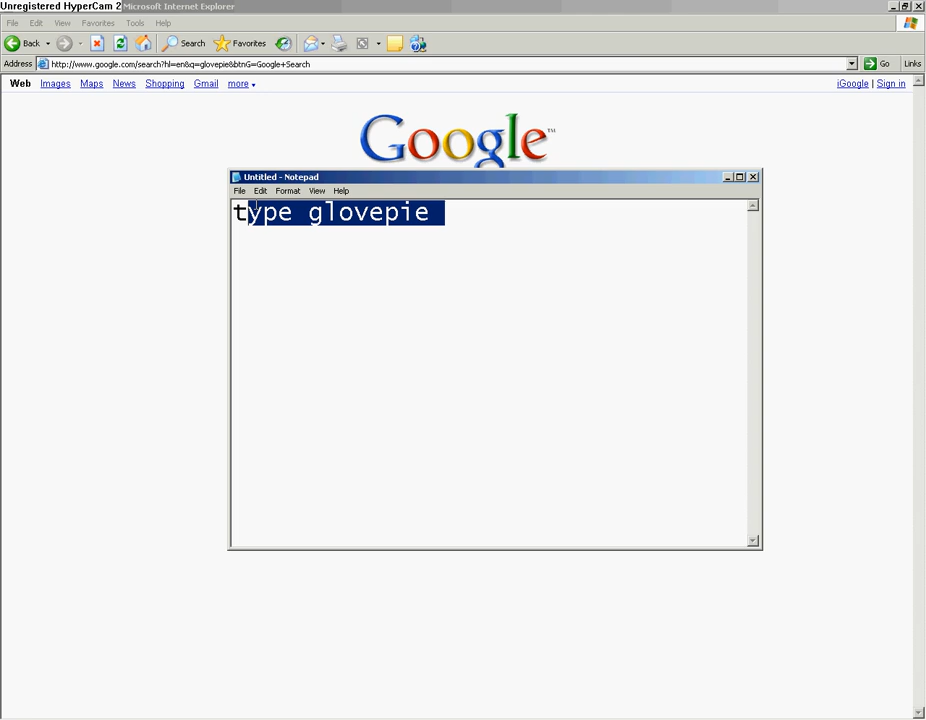 Unregistered HyperCam 2 Microsoft Internet Explorer
File Edit View Favorites Tools Help
Back Search Favorites
Address http://www.google.com/search?hl=en&q=glovepie&btnG=Google+Search Go Links
Web Images Maps News Shopping Gmail more iGoogle | Sign in
Google™
Untitled - Notepad
File Edit Format View Help
type glovepie